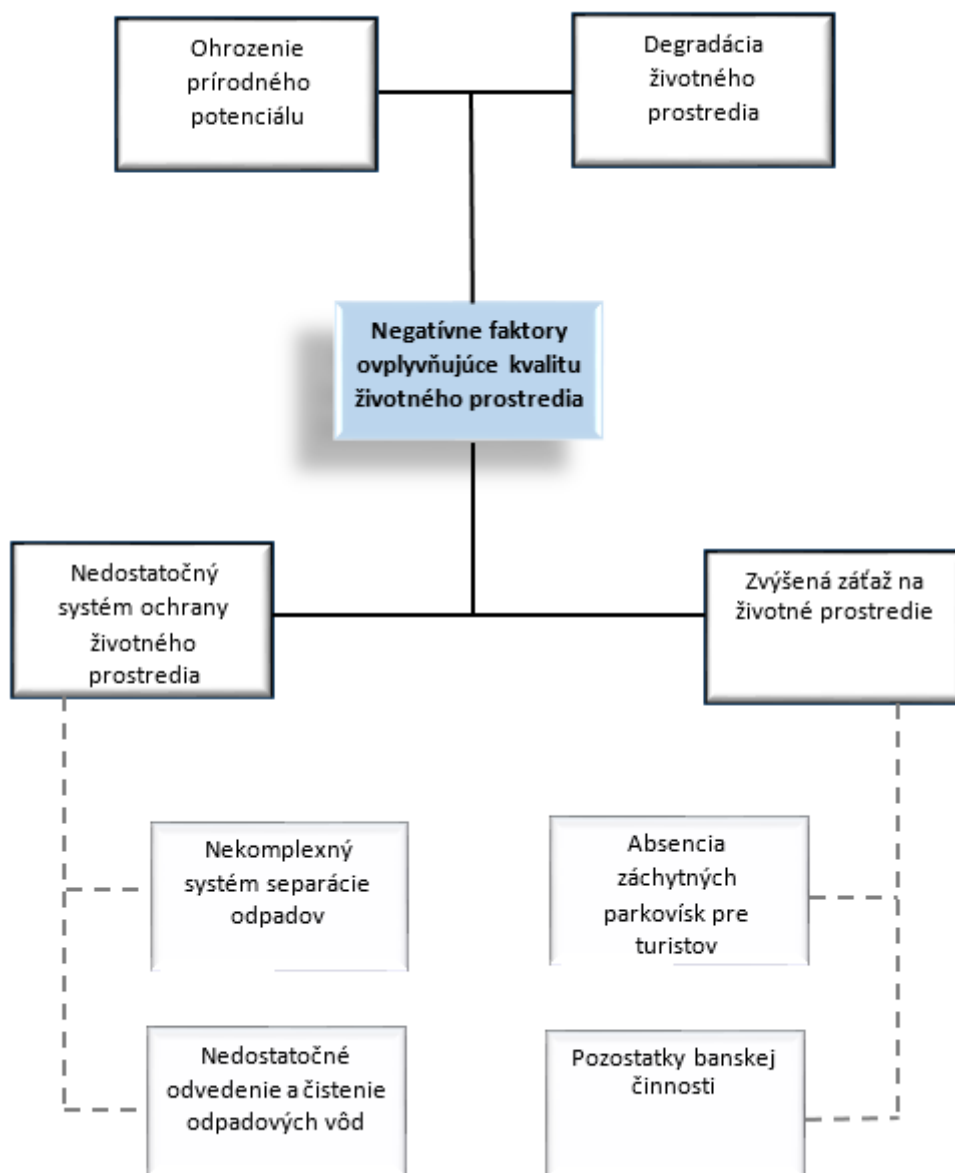 Ohrozenie
prírodného
potenciálu
Degradácia
životného
prostredia
Negatívne faktory
ovplyvňujúce kvalitu
životného prostredia
Nedostatočný
systém ochrany
životného
prostredia
Zvýšená záťaž na
životné prostredie
Nekomplexný
systém separácie
odpadov
Absencia
záchytných
parkovísk pre
turistov
Nedostatočné
odvedenie a čistenie
odpadových vôd
Pozostatky banskej
činnosti